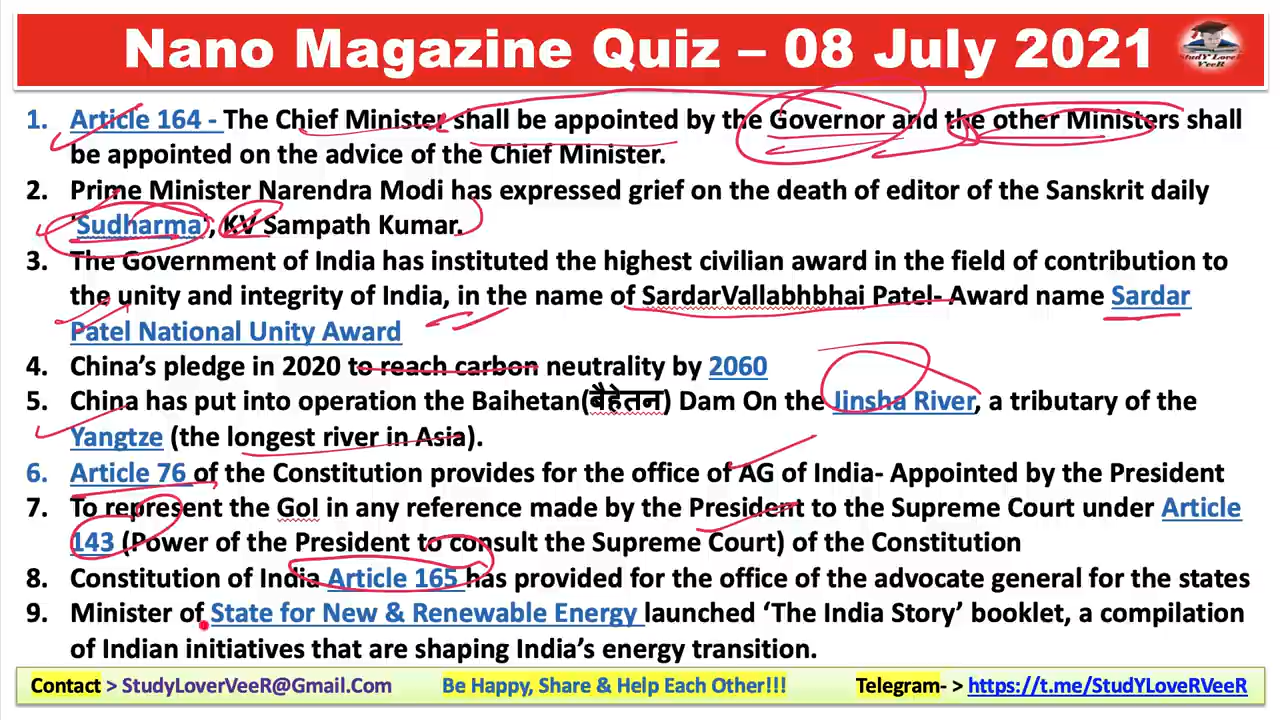 Nano Magazine Quiz – 08 July 2021
StudY LoveR
VeeR
1. Article 164 - The Chief Minister shall be appointed by the Governor and the other Ministers shall
be appointed on the advice of the Chief Minister.
2. Prime Minister Narendra Modi has expressed grief on the death of editor of the Sanskrit daily
'Sudharma', KV Sampath Kumar.
3. The Government of India has instituted the highest civilian award in the field of contribution to
the unity and integrity of India, in the name of SardarVallabhbhai Patel- Award name Sardar
Patel National Unity Award
4. China's pledge in 2020 to reach carbon neutrality by 2060
5. China has put into operation the Baihetan(बैहेतन) Dam On the Jinsha River, a tributary of the
Yangtze (the longest river in Asia).
6. Article 76 of the Constitution provides for the office of AG of India- Appointed by the President
7. To represent the GoI in any reference made by the President to the Supreme Court under Article
143 (Power of the President to consult the Supreme Court) of the Constitution
8. Constitution of India Article 165 has provided for the office of the advocate general for the states
9. Minister of State for New & Renewable Energy launched ‘The India Story’ booklet, a compilation
of Indian initiatives that are shaping India's energy transition.
Contact > StudyLoverVeeR@Gmail.Com Be Happy, Share & Help Each Other!!! Telegram- > https://t.me/StudYLoveRVeeR